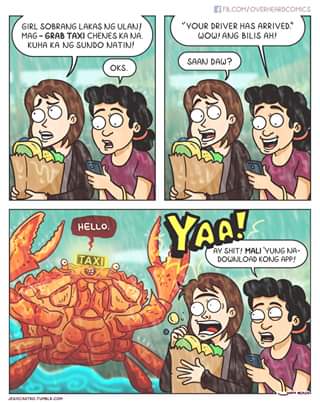 FB.COM/OVERHEARDCOMICS
GIRL SOBRANG LAKAS NG ULAN!
MAG-GRAB TAXI CHENES KA NA.
KUHA KA NG SUNDO NATIN!
OKS.
"YOUR DRIVER HAS ARRIVED."
WOW! ANG BILIS AH!
SAAN DAW?
HELLO.
TAXI
YAA!
AY SHIT! MALI 'YUNG NA-
DOWNLOAD KONG APP!
JESSCASTRO.TUMBLR.COM